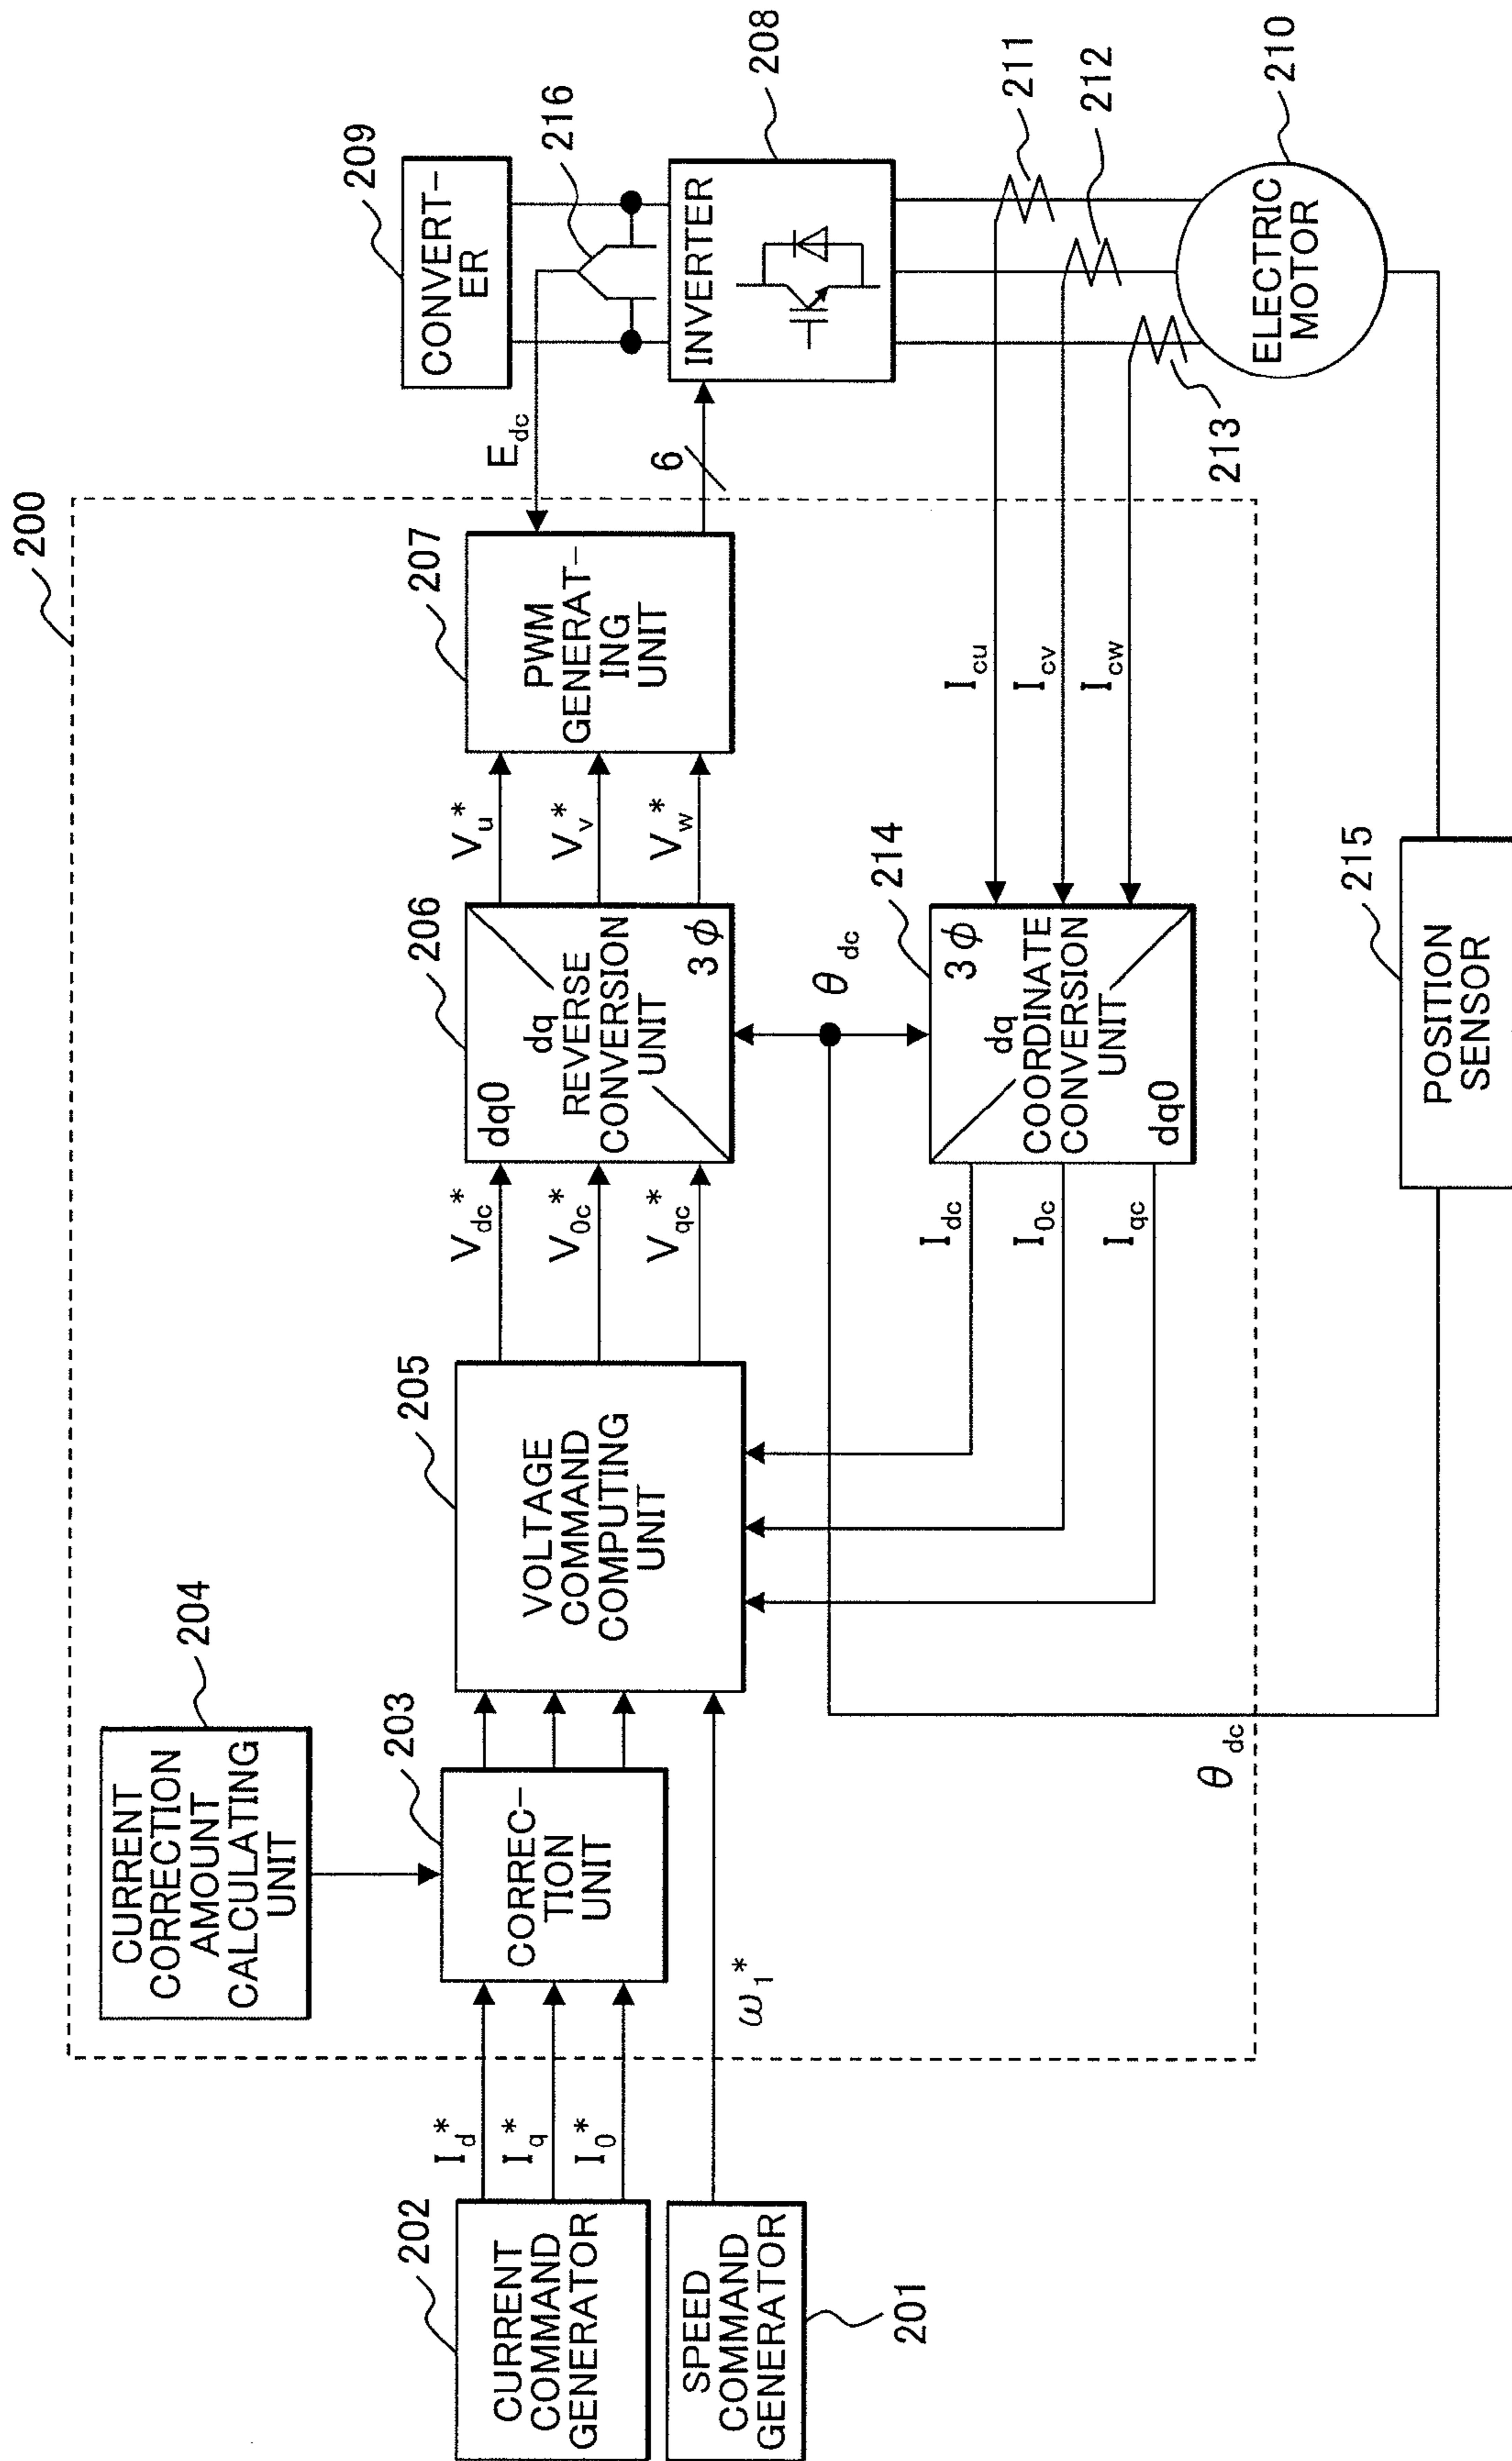 200
209
CONVERT-
ER
204
CURRENT
CORRECTION
AMOUNT
CALCULATING
UNIT
E_dc
216
202
CURRENT
COMMAND
GENERATOR
I_d*
I_q*
I_0*
203
CORREC-
TION
UNIT
205
VOLTAGE
COMMAND
COMPUTING
UNIT
V_dc*
V_0c*
V_qc*
206
dq0
dq
REVERSE
CONVERSION
UNIT
3ϕ
V_u*
V_v*
V_w*
207
PWM
GENERAT-
ING
UNIT
6
INVERTER
208
SPEED
COMMAND
GENERATOR
201
ω_1*
θ_dc
I_dc
I_0c
I_qc
214
3ϕ
dq
COORDINATE
CONVERSION
UNIT
dq0
I_cu
I_cv
I_cw
211
212
213
ELECTRIC
MOTOR
210
θ_dc
215
POSITION
SENSOR